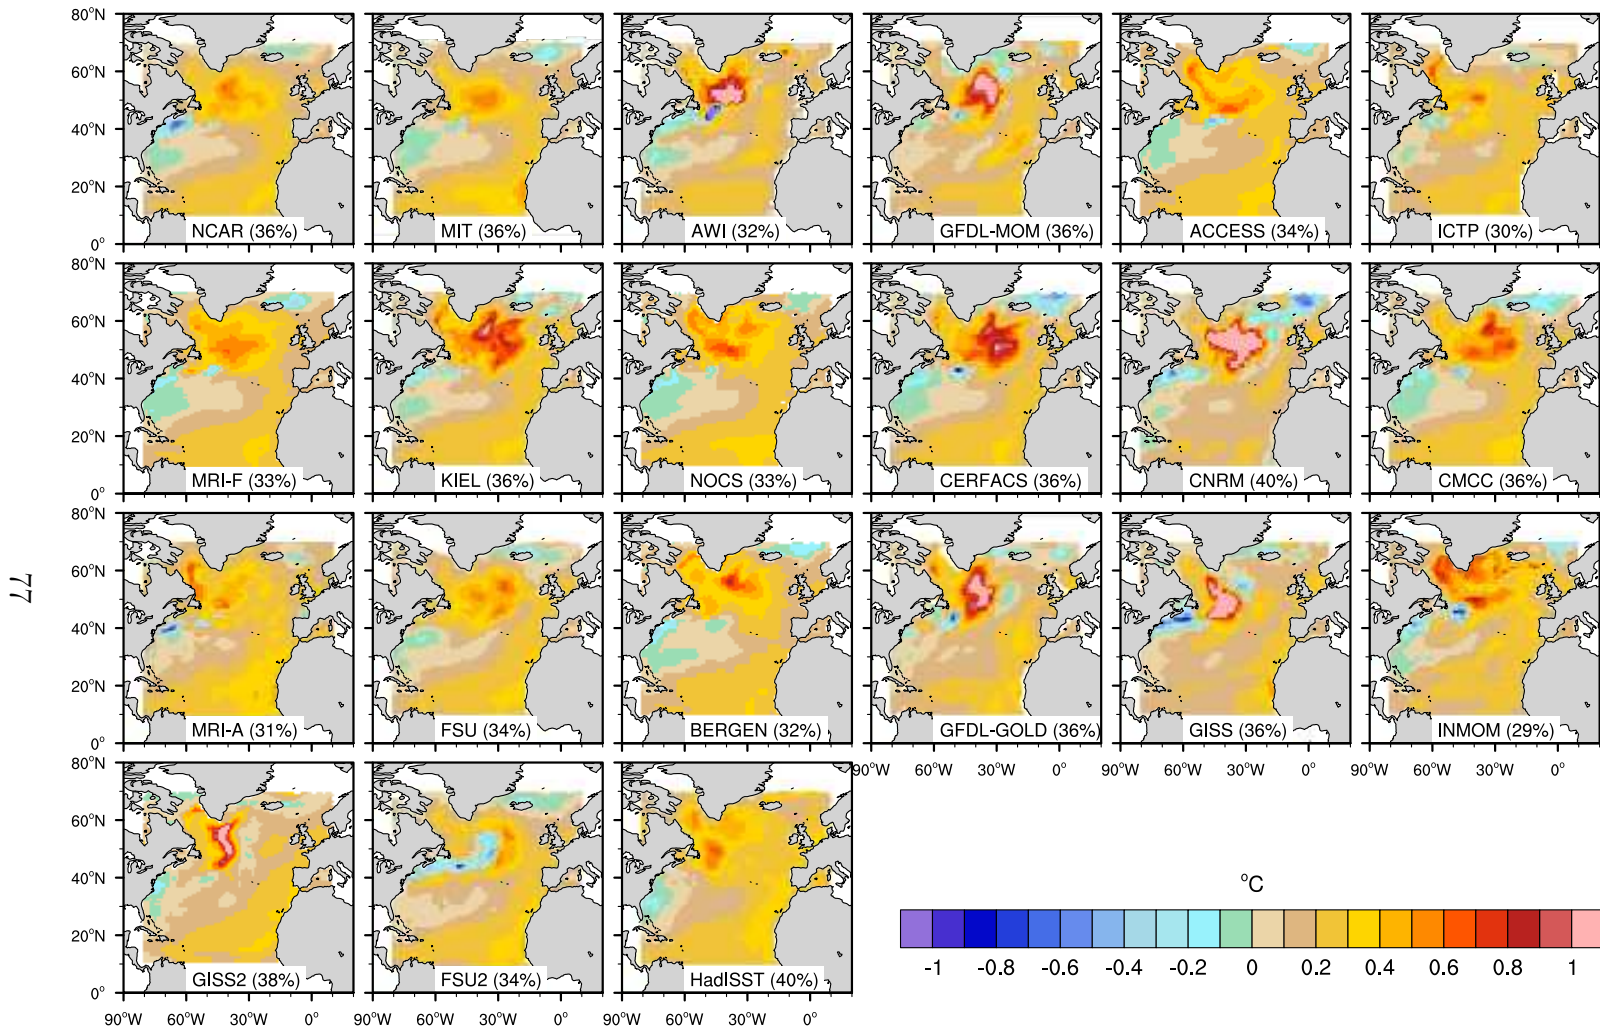 80°N
60°N
40°N
20°N
0°
NCAR (36%)
MIT (36%)
AWI (32%)
GFDL-MOM (36%)
ACCESS (34%)
ICTP (30%)
80°N
60°N
40°N
20°N
0°
MRI-F (33%)
KIEL (36%)
NOCS (33%)
CERFACS (36%)
CNRM (40%)
CMCC (36%)
77
80°N
60°N
40°N
20°N
0°
MRI-A (31%)
FSU (34%)
BERGEN (32%)
GFDL-GOLD (36%)
GISS (36%)
INMOM (29%)
90°W 60°W 30°W 0° 90°W 60°W 30°W 0° 90°W 60°W 30°W 0°
80°N
60°N
40°N
20°N
0°
GISS2 (38%)
FSU2 (34%)
HadISST (40%)
90°W 60°W 30°W 0° 90°W 60°W 30°W 0° 90°W 60°W 30°W 0°
°C
-1 -0.8 -0.6 -0.4 -0.2 0 0.2 0.4 0.6 0.8 1